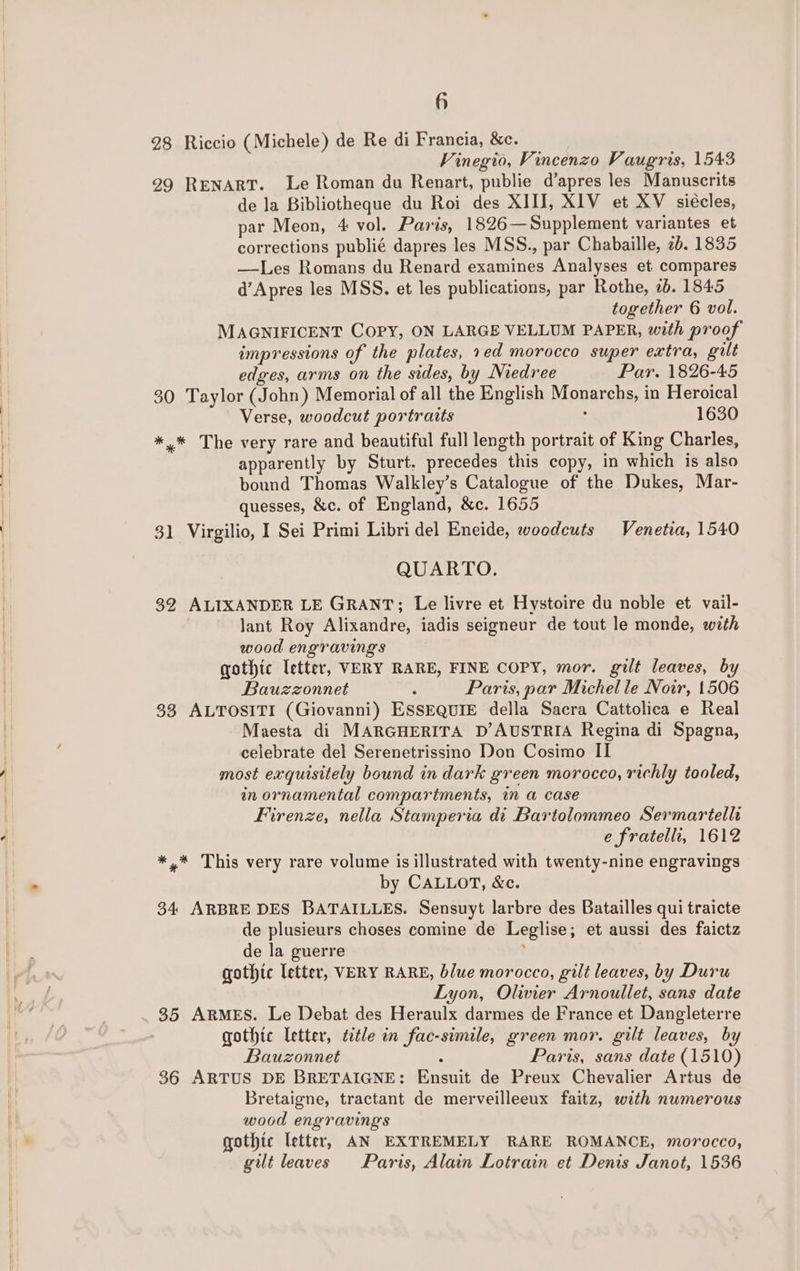 6
28 Riccio (Michele) de Re di Francia, &c.
Vinegio, Vincenzo Vaugris, 1543
29 RENART. Le Roman du Renart, publie d'apres les Manuscrits
de la Bibliotheque du Roi des XIII, XIV et XV siécles,
par Meon, 4 vol. Paris, 1826—Supplement variantes et
corrections publié dapres les MSS., par Chabaille, ib. 1835
—Les Romans du Renard examines Analyses et compares
d'Apres les MSS. et les publications, par Rothe, ib. 1845
together 6 vol.
MAGNIFICENT COPY, ON LARGE VELLUM PAPER, with proof
impressions of the plates, red morocco super extra, gilt
edges, arms on the sides, by Niedree Par. 1826-45
30 Taylor (John) Memorial of all the English Monarchs, in Heroical
Verse, woodcut portraits . 1630
*** The very rare and beautiful full length portrait of King Charles,
apparently by Sturt. precedes this copy, in which is also
bound Thomas Walkley's Catalogue of the Dukes, Mar-
quesses, &c. of England, &c. 1655
31 Virgilio, I Sei Primi Libri del Eneide, woodcuts Venetia, 1540
QUARTO.
32 ALIXANDER LE GRANT; Le livre et Hystoire du noble et vail-
lant Roy Alixandre, iadis seigneur de tout le monde, with
wood engravings
gothic letter, VERY RARE, FINE COPY, mor. gilt leaves, by
Bauzzonnet . Paris, par Michel le Noir, 1506
33 ALTOSITI (Giovanni) ESSEQUIE della Sacra Cattolica e Real
Maesta di MARGHERITA D'AUSTRIA Regina di Spagna,
celebrate del Serenetrissino Don Cosimo II
most exquisitely bound in dark green morocco, richly tooled,
in ornamental compartments, in a case
Firenze, nella Stamperia di Bartolommeo Sermartelli
e fratelli, 1612
*** This very rare volume is illustrated with twenty-nine engravings
by CALLOT, &c.
34 ARBRE DES BATAILLES. Sensuyt larbre des Batailles qui traicte
de plusieurs choses comine de Leglise; et aussi des faictz
de la guerre
gothic letter, VERY RARE, blue morocco, gilt leaves, by Duru
Lyon, Olivier Arnoullet, sans date
35 ARMES. Le Debat des Heraulx darmes de France et Dangleterre
gothic letter, title in fac-simile, green mor. gilt leaves, by
Bauzonnet . Paris, sans date (1510)
36 ARTUS DE BRETAIGNE: Ensuit de Preux Chevalier Artus de
Bretaigne, tractant de merveilleeux faitz, with numerous
wood engravings
gothic letter, AN EXTREMELY RARE ROMANCE, morocco,
gilt leaves Paris, Alain Lotrain et Denis Janot, 1536